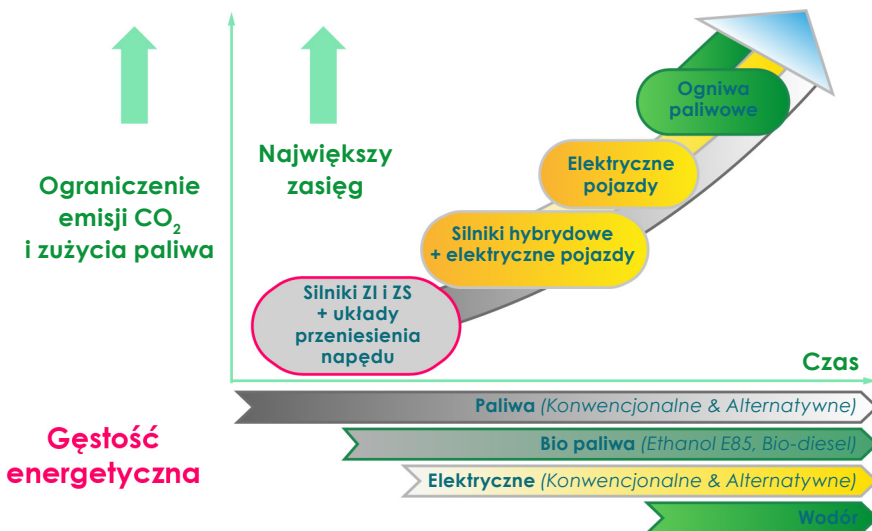 Ograniczenie
emisji CO₂
i zużycia paliwa
Największy
zasięg
Ogniwa
paliwowe
Elektryczne
pojazdy
Silniki hybrydowe
+ elektryczne pojazdy
Silniki ZI i ZS
+ układy
przeniesienia
napędu
Czas
Gęstość
energetyczna
Paliwa (Konwencjonalne & Alternatywne)
Bio paliwa (Ethanol E85, Bio-diesel)
Elektryczne (Konwencjonalne & Alternatywne)
Wodór